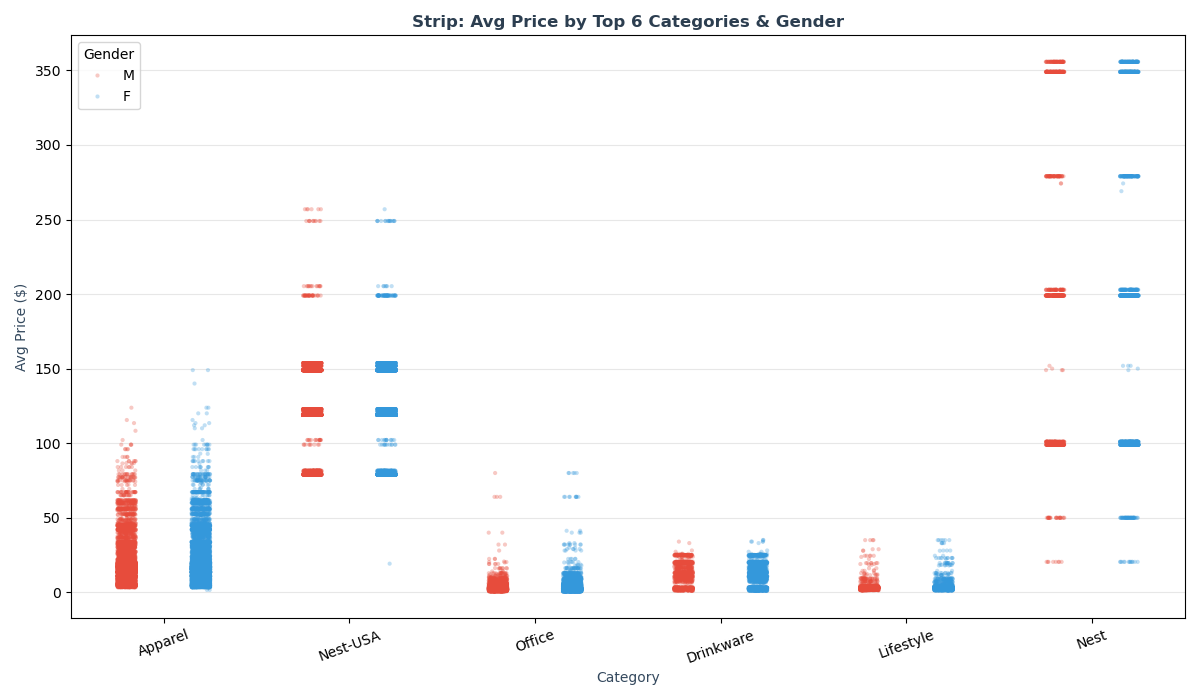 Strip: Avg Price by Top 6 Categories & Gender
Gender
M
F
350
300
250
200
150
100
50
0
Avg Price ($)
Apparel
Nest-USA
Office
Drinkware
Lifestyle
Nest
Category